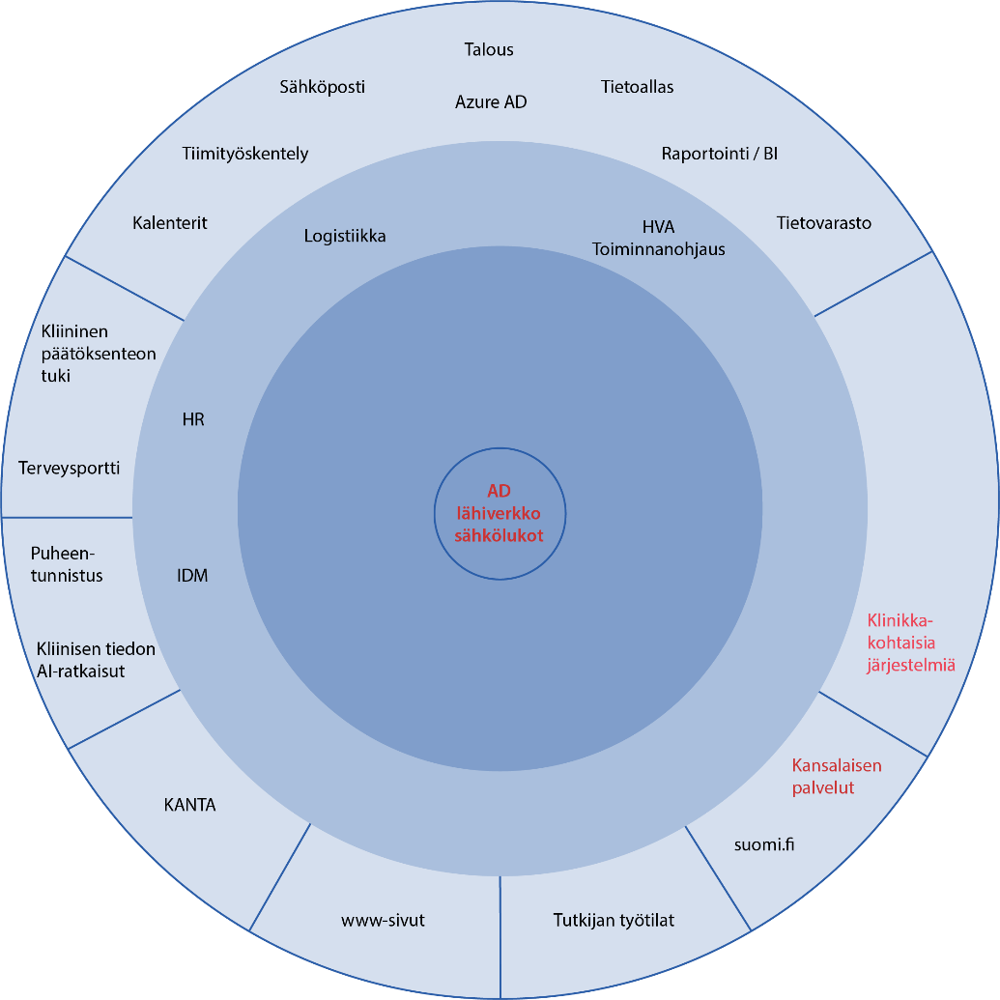 Talous
Sähköposti
Tietoallas
Azure AD
Tiimityöskentely
Raportointi / BI
Kalenterit
Tietovarasto
Logistiikka
HVA
Toiminnanohjaus
Kliininen
päätöksenteon
tuki
HR
Terveysportti
AD
lähiverkko
sähkölukot
Puheen-
tunnistus
IDM
Kliinisen tiedon
AI-ratkaisut
Klinikka-
kohtaisia
järjestelmiä
Kansalaisen
palvelut
KANTA
suomi.fi
www-sivut
Tutkijan työtilat